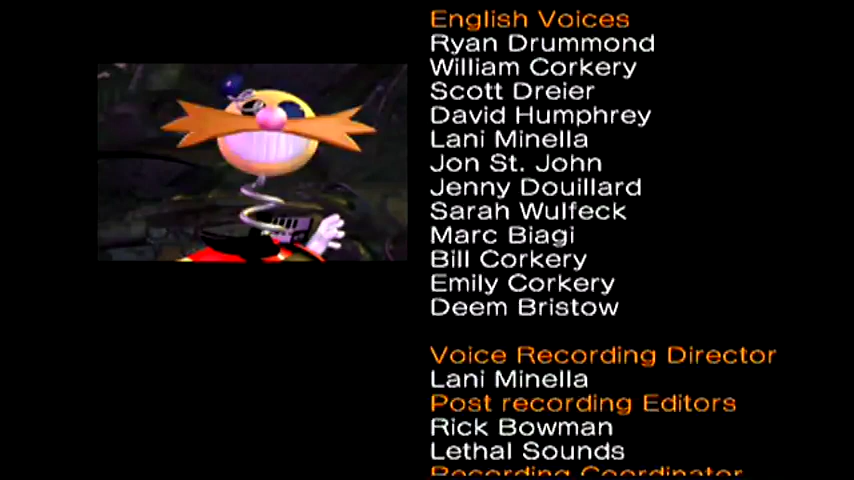 English Voices
Ryan Drummond
William Corkery
Scott Dreier
David Humphrey
Lani Minella
Jon St. John
Jenny Douillard
Sarah Wulfeck
Marc Biagi
Bill Corkery
Emily Corkery
Deem Bristow
Voice Recording Director
Lani Minella
Post recording Editors
Rick Bowman
Lethal Sounds
Recording Coordinator